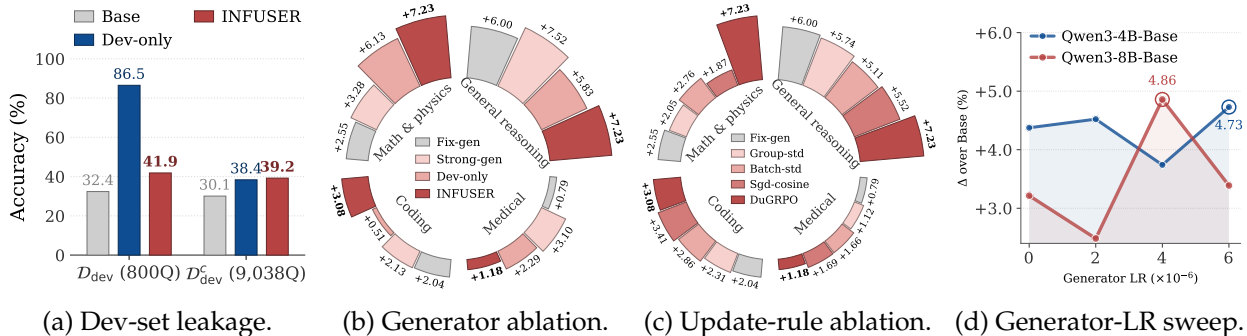 Base
INFUSER
Dev-only
Accuracy (%)
100
80
60
40
20
0
32.4
86.5
41.9
30.1
38.4
39.2
𝒟dev (800Q)
𝒟ᶜdev (9,038Q)
(a) Dev-set leakage.
+2.55
+3.28
+6.13
+7.23
Math & physics
+6.00
+7.52
+5.83
+7.23
General reasoning
Fix-gen
Strong-gen
Dev-only
INFUSER
+3.08
+0.51
+2.13
+2.04
Coding
+0.79
+3.10
+2.29
+1.18
Medical
(b) Generator ablation.
+2.55
+2.05
+2.76
+1.87
+7.23
Math & physics
+6.00
+5.74
+5.11
+5.52
+7.23
General reasoning
Fix-gen
Group-std
Batch-std
Sgd-cosine
DuGRPO
+3.08
+3.41
+2.86
+2.31
+2.04
Coding
+0.79
+1.12
+1.66
+1.69
+1.18
Medical
(c) Update-rule ablation.
Δ over Base (%)
+6.0
+5.0
+4.0
+3.0
Qwen3-4B-Base
Qwen3-8B-Base
4.86
4.73
0
2
4
6
Generator LR (×10⁻⁶)
(d) Generator-LR sweep.